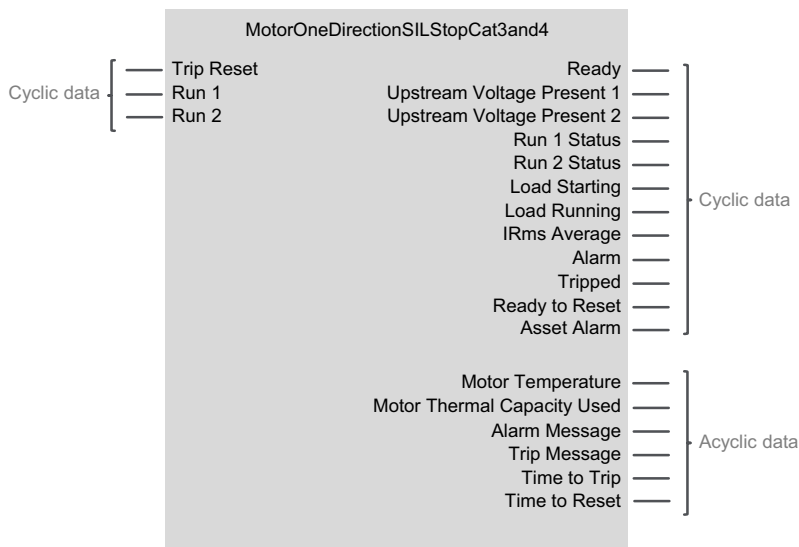 MotorOneDirectionSILStopCat3and4
Cyclic data
Trip Reset
Run 1
Run 2
Ready
Upstream Voltage Present 1
Upstream Voltage Present 2
Run 1 Status
Run 2 Status
Load Starting
Load Running
IRms Average
Alarm
Tripped
Ready to Reset
Asset Alarm
Cyclic data
Motor Temperature
Motor Thermal Capacity Used
Alarm Message
Trip Message
Time to Trip
Time to Reset
Acyclic data